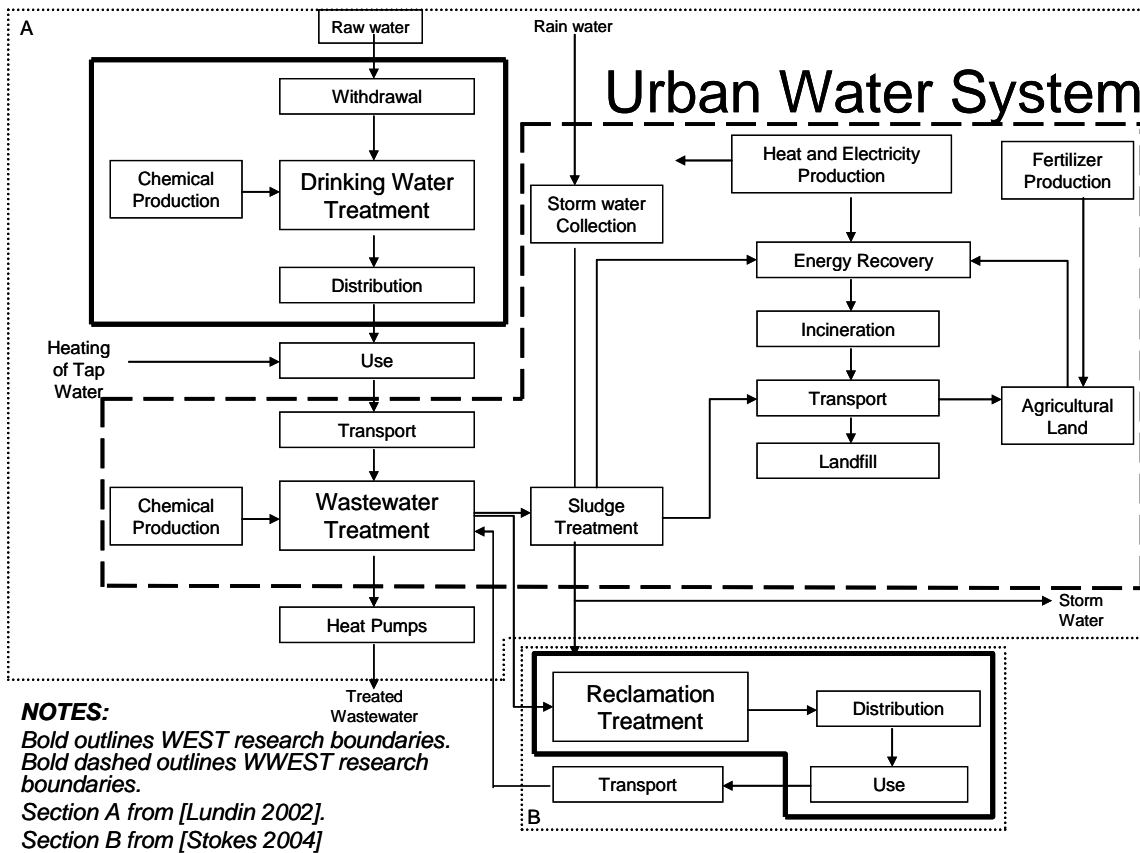 A
Raw water
Rain water
Urban Water System
Withdrawal
Chemical
Production
Drinking Water
Treatment
Distribution
Heating
of Tap
Water
Use
Storm water
Collection
Heat and Electricity
Production
Fertilizer
Production
Energy Recovery
Incineration
Transport
Agricultural
Land
Landfill
Transport
Chemical
Production
Wastewater
Treatment
Sludge
Treatment
Heat Pumps
Storm
Water
Treated
Wastewater
Reclamation
Treatment
Distribution
Transport
Use
B
NOTES:
Bold outlines WEST research boundaries.
Bold dashed outlines WWEST research
boundaries.
Section A from [Lundin 2002].
Section B from [Stokes 2004]